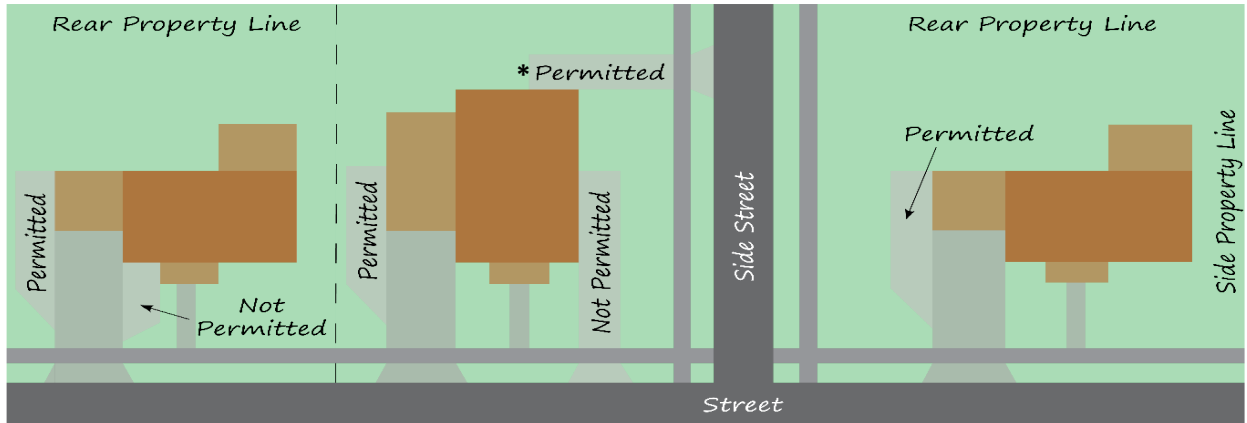 Rear Property Line
Rear Property Line
* Permitted
Permitted
Permitted
Permitted
Not Permitted
Side Street
Side Property Line
Not
Permitted
Street